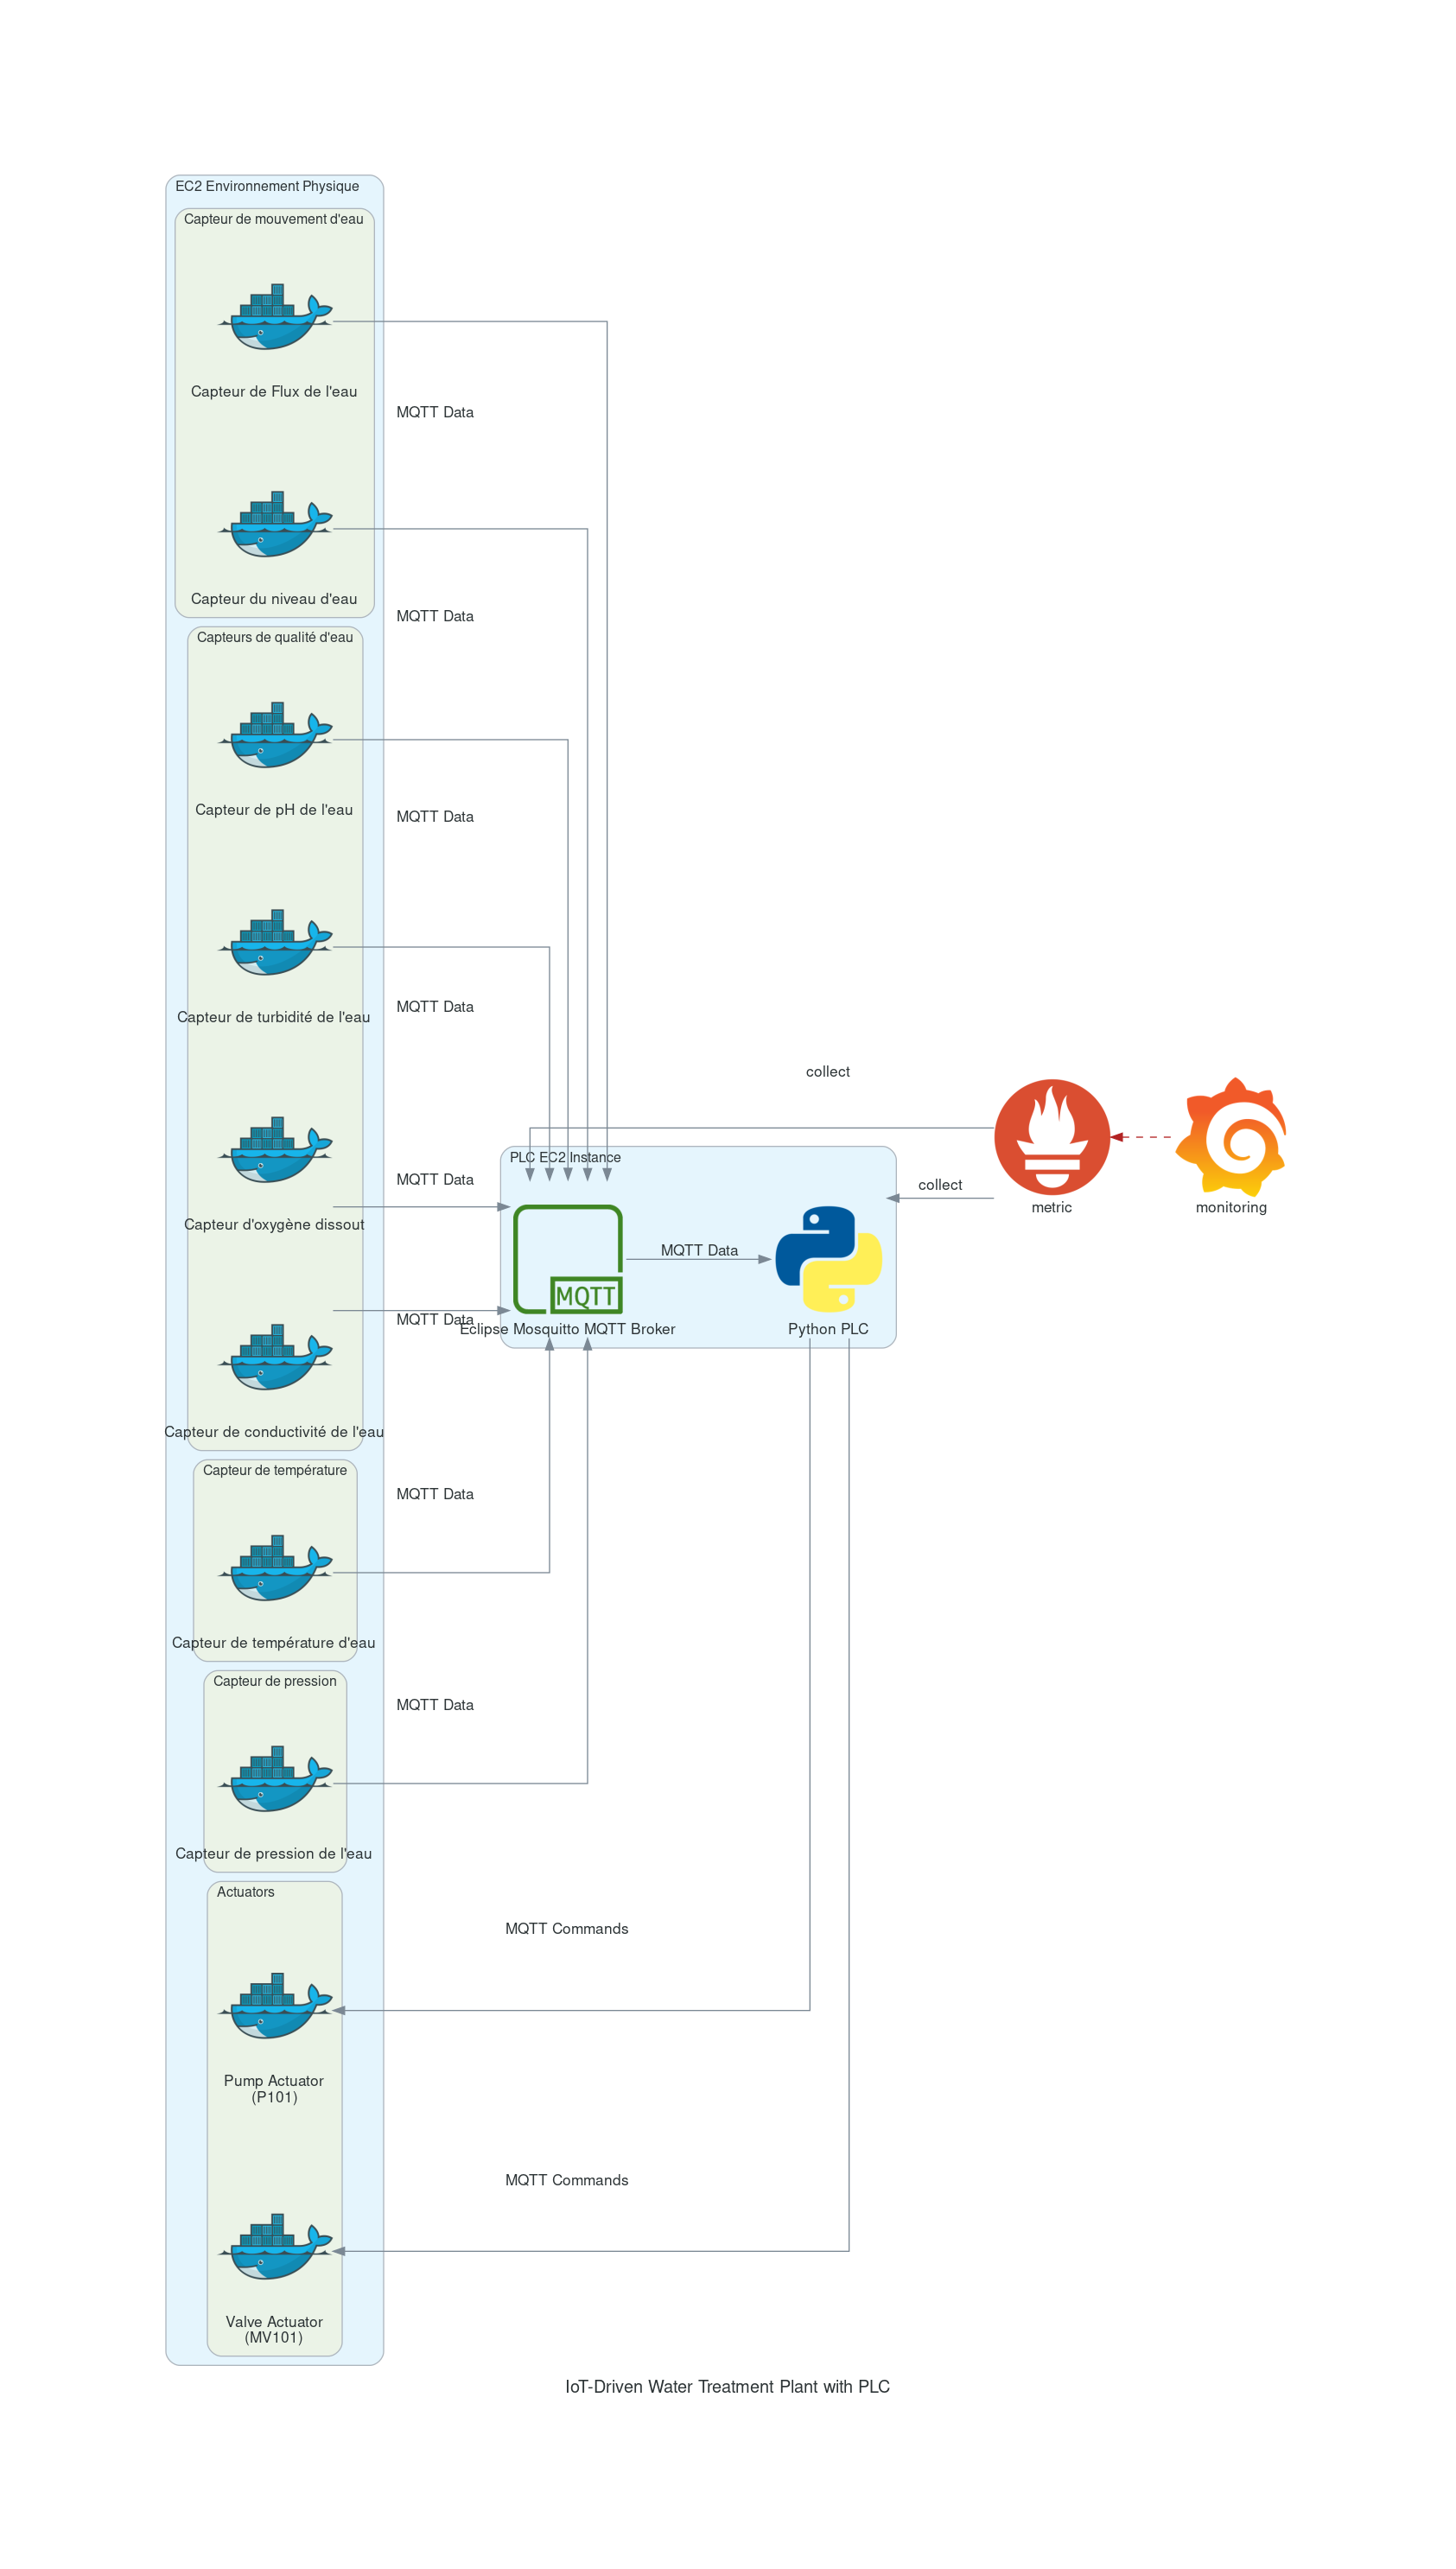 EC2 Environnement Physique
Capteur de mouvement d'eau
Capteur de Flux de l'eau
MQTT Data
Capteur du niveau d'eau
MQTT Data
Capteurs de qualité d'eau
Capteur de pH de l'eau
MQTT Data
Capteur de turbidité de l'eau
MQTT Data
collect
PLC EC2 Instance
MQTT Data
collect
metric
monitoring
Capteur d'oxygène dissout
MQTT Data
MQTT
MQTT Data
Eclipse Mosquitto MQTT Broker
Python PLC
Capteur de conductivité de l'eau
Capteur de température
MQTT Data
Capteur de température d'eau
Capteur de pression
MQTT Data
Capteur de pression de l'eau
Actuators
MQTT Commands
Pump Actuator
(P101)
MQTT Commands
Valve Actuator
(MV101)
IoT-Driven Water Treatment Plant with PLC